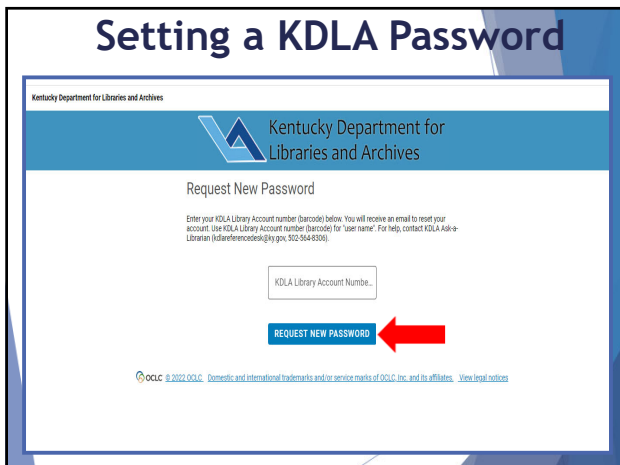 Setting a KDLA Password
Kentucky Department for Libraries and Archives
Kentucky Department for
Libraries and Archives
Request New Password
Enter your KDLA Library Account number (barcode) below. You will receive an email to reset your
account. Use KDLA Library Account number (barcode) for "user name". For help, contact KDLA Ask-a-
Librarian (kdlareferencedesk@ky.gov, 502-564-8306).
KDLA Library Account Numbe...
REQUEST NEW PASSWORD
OCLC © 2022 OCLC Domestic and international trademarks and/or service marks of OCLC, Inc. and its affiliates. View legal notices